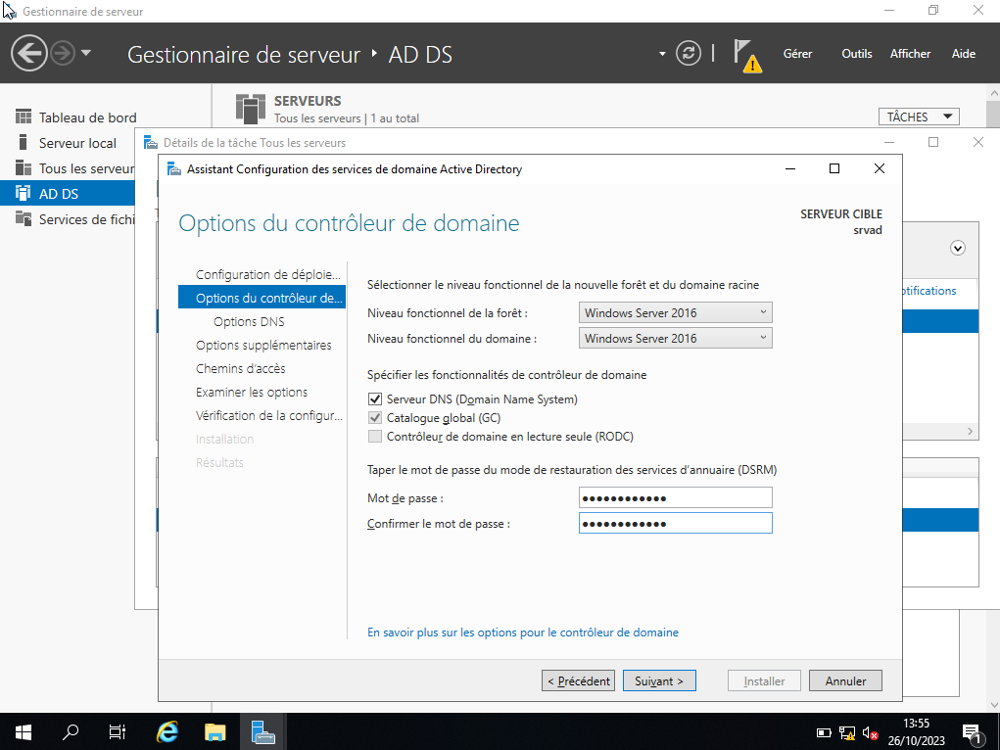 Gestionnaire de serveur
Gestionnaire de serveur ‣ AD DS
Gérer
Outils
Afficher
Aide
Tableau de bord
Serveur local
Tous les serveur
AD DS
Services de fichi
SERVEURS
Tous les serveurs | 1 au total
TÂCHES
Détails de la tâche Tous les serveurs
otifications
Assistant Configuration des services de domaine Active Directory
Options du contrôleur de domaine
SERVEUR CIBLE
srvad
Configuration de déploie...
Options du contrôleur de...
Options DNS
Options supplémentaires
Chemins d'accès
Examiner les options
Vérification de la configur...
Installation
Résultats
Sélectionner le niveau fonctionnel de la nouvelle forêt et du domaine racine
Niveau fonctionnel de la forêt : Windows Server 2016
Niveau fonctionnel du domaine : Windows Server 2016
Spécifier les fonctionnalités de contrôleur de domaine
Serveur DNS (Domain Name System)
Catalogue global (GC)
Contrôleur de domaine en lecture seule (RODC)
Taper le mot de passe du mode de restauration des services d'annuaire (DSRM)
Mot de passe : ●●●●●●●●●●●●
Confirmer le mot de passe : ●●●●●●●●●●●●
En savoir plus sur les options pour le contrôleur de domaine
< Précédent
Suivant >
Installer
Annuler
13:55
26/10/2023
1